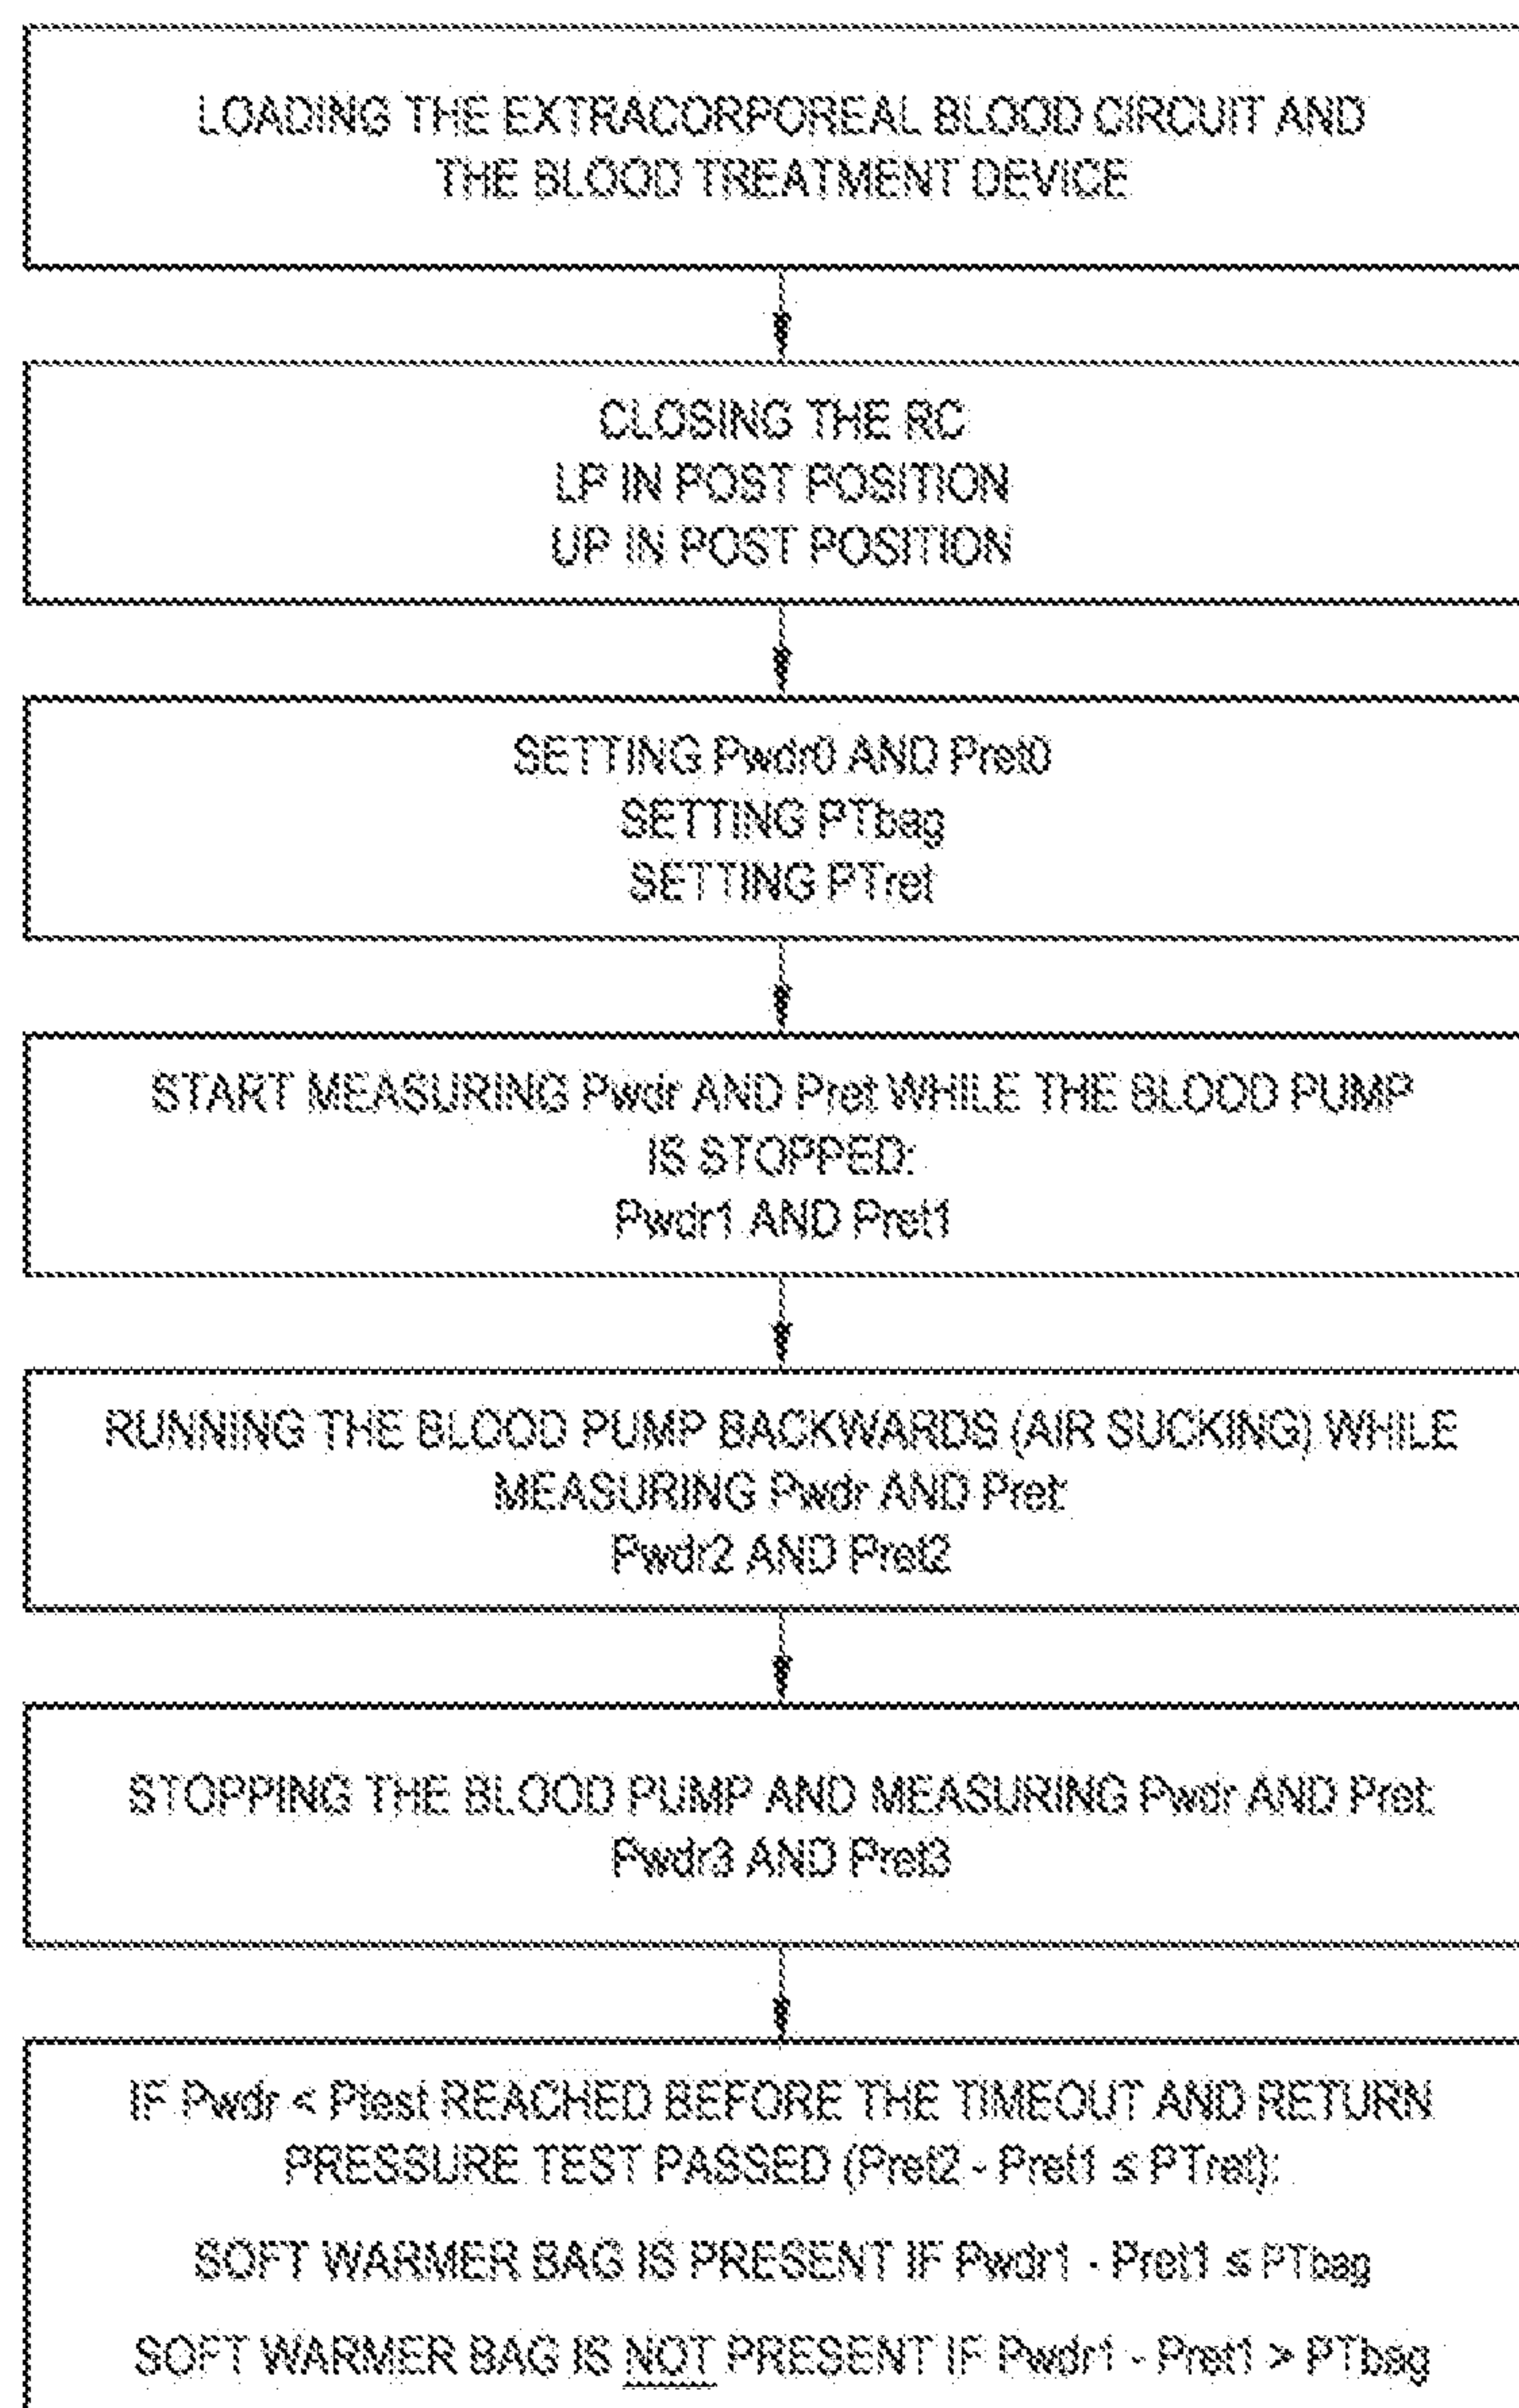 LOADING THE EXTRACORPOREAL BLOOD CIRCUIT AND
THE BLOOD TREATMENT DEVICE
CLOSING THE RC
LP IN POST POSITION
UP IN POST POSITION
SETTING Pwdr0 AND Pret0
SETTING PTbag
SETTING PTret
START MEASURING Pwdr AND Pret WHILE THE BLOOD PUMP
IS STOPPED:
Pwdr1 AND Pret1
RUNNING THE BLOOD PUMP BACKWARDS (AIR SUCKING) WHILE
MEASURING Pwdr AND Pret:
Pwdr2 AND Pret2
STOPPING THE BLOOD PUMP AND MEASURING Pwdr AND Pret:
Pwdr3 AND Pret3
IF Pwdr < Ptest REACHED BEFORE THE TIMEOUT AND RETURN
PRESSURE TEST PASSED (Pret2 - Pret1 ≤ PTret):
SOFT WARMER BAG IS PRESENT IF Pwdr1 - Pret1 ≤ PTbag
SOFT WARMER BAG IS NOT PRESENT IF Pwdr1 - Pret1 > PTbag